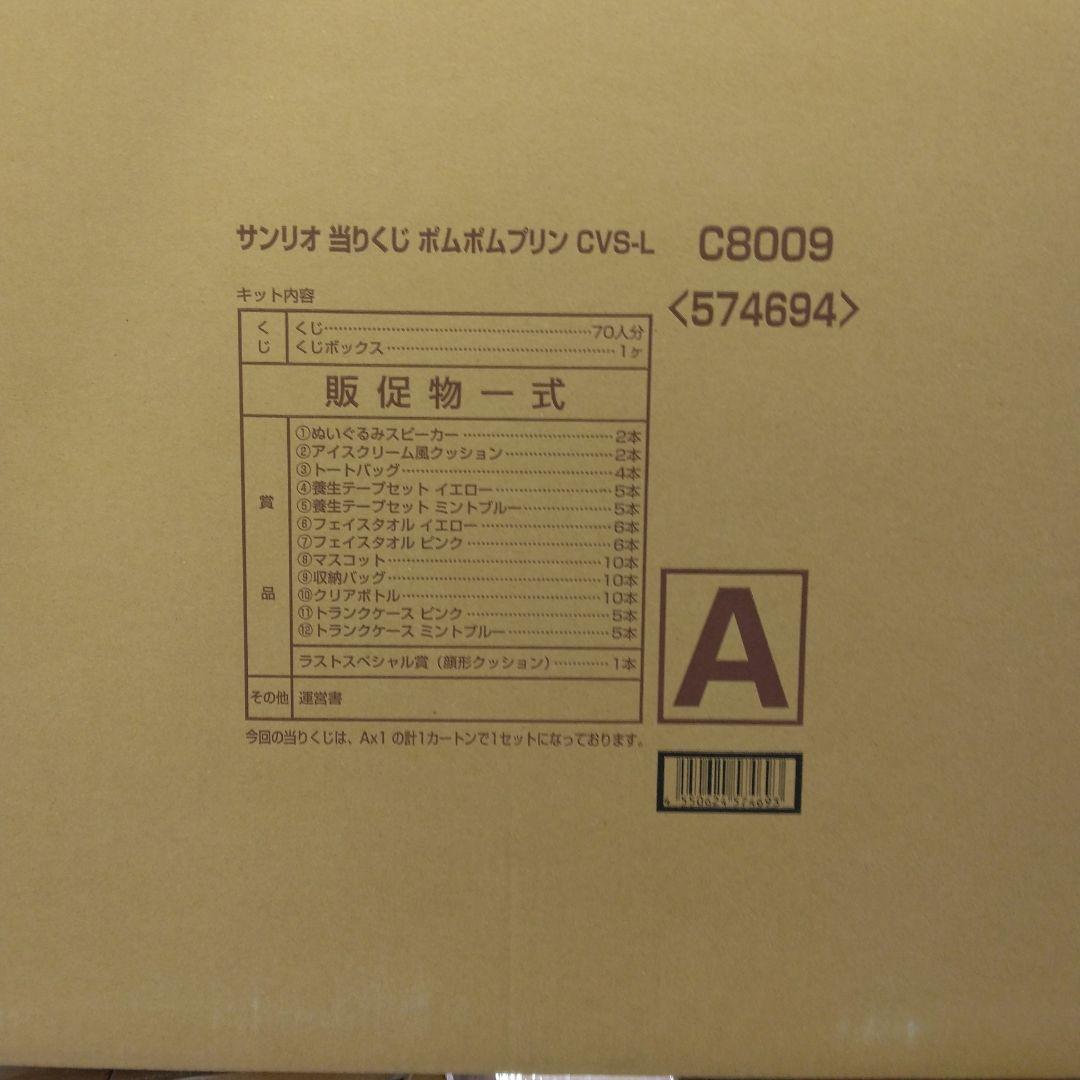 サンリオ 当りくじ ポムポムプリン CVS-L C8009
<574694>
キット内容
くじ
くじ……70人分
くじボックス……1ヶ
販促物一式
賞品
①ぬいぐるみスピーカー……2本
②アイスクリーム風クッション……2本
③トートバッグ……4本
④養生テープセット イエロー……5本
⑤養生テープセット ミントブルー……5本
⑥フェイスタオル イエロー……6本
⑦フェイスタオル ピンク……6本
⑧マスコット……10本
⑨収納バッグ……10本
⑩クリアボトル……10本
⑪トランクケース ピンク……5本
⑫トランクケース ミントブルー……5本
ラストスペシャル賞(顔形クッション)……1本
その他 運営書
今回の当りくじは、Ax1 の計1カートンで1セットになっております。
A
4 550624 574693